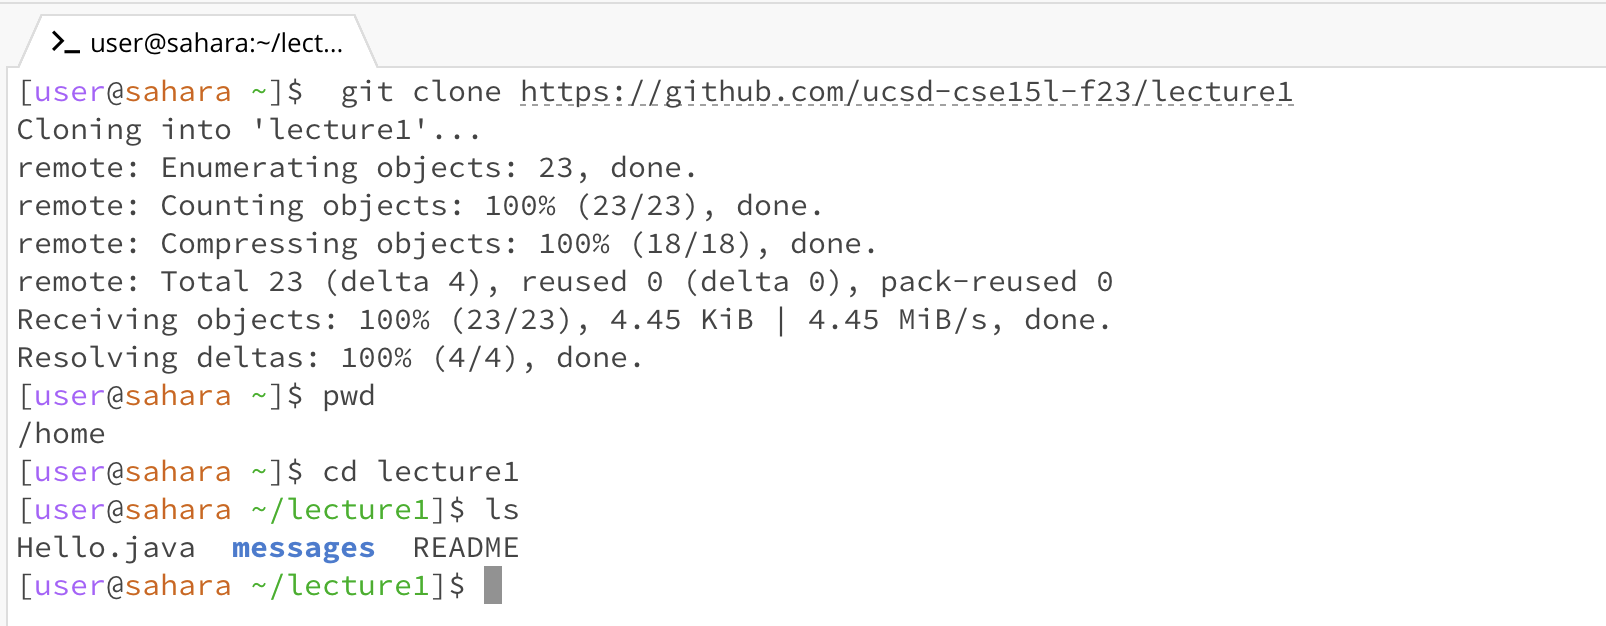 >_ user@sahara:~/lect...
[user@sahara ~]$  git clone https://github.com/ucsd-cse15l-f23/lecture1
Cloning into 'lecture1'...
remote: Enumerating objects: 23, done.
remote: Counting objects: 100% (23/23), done.
remote: Compressing objects: 100% (18/18), done.
remote: Total 23 (delta 4), reused 0 (delta 0), pack-reused 0
Receiving objects: 100% (23/23), 4.45 KiB | 4.45 MiB/s, done.
Resolving deltas: 100% (4/4), done.
[user@sahara ~]$ pwd
/home
[user@sahara ~]$ cd lecture1
[user@sahara ~/lecture1]$ ls
Hello.java  messages  README
[user@sahara ~/lecture1]$